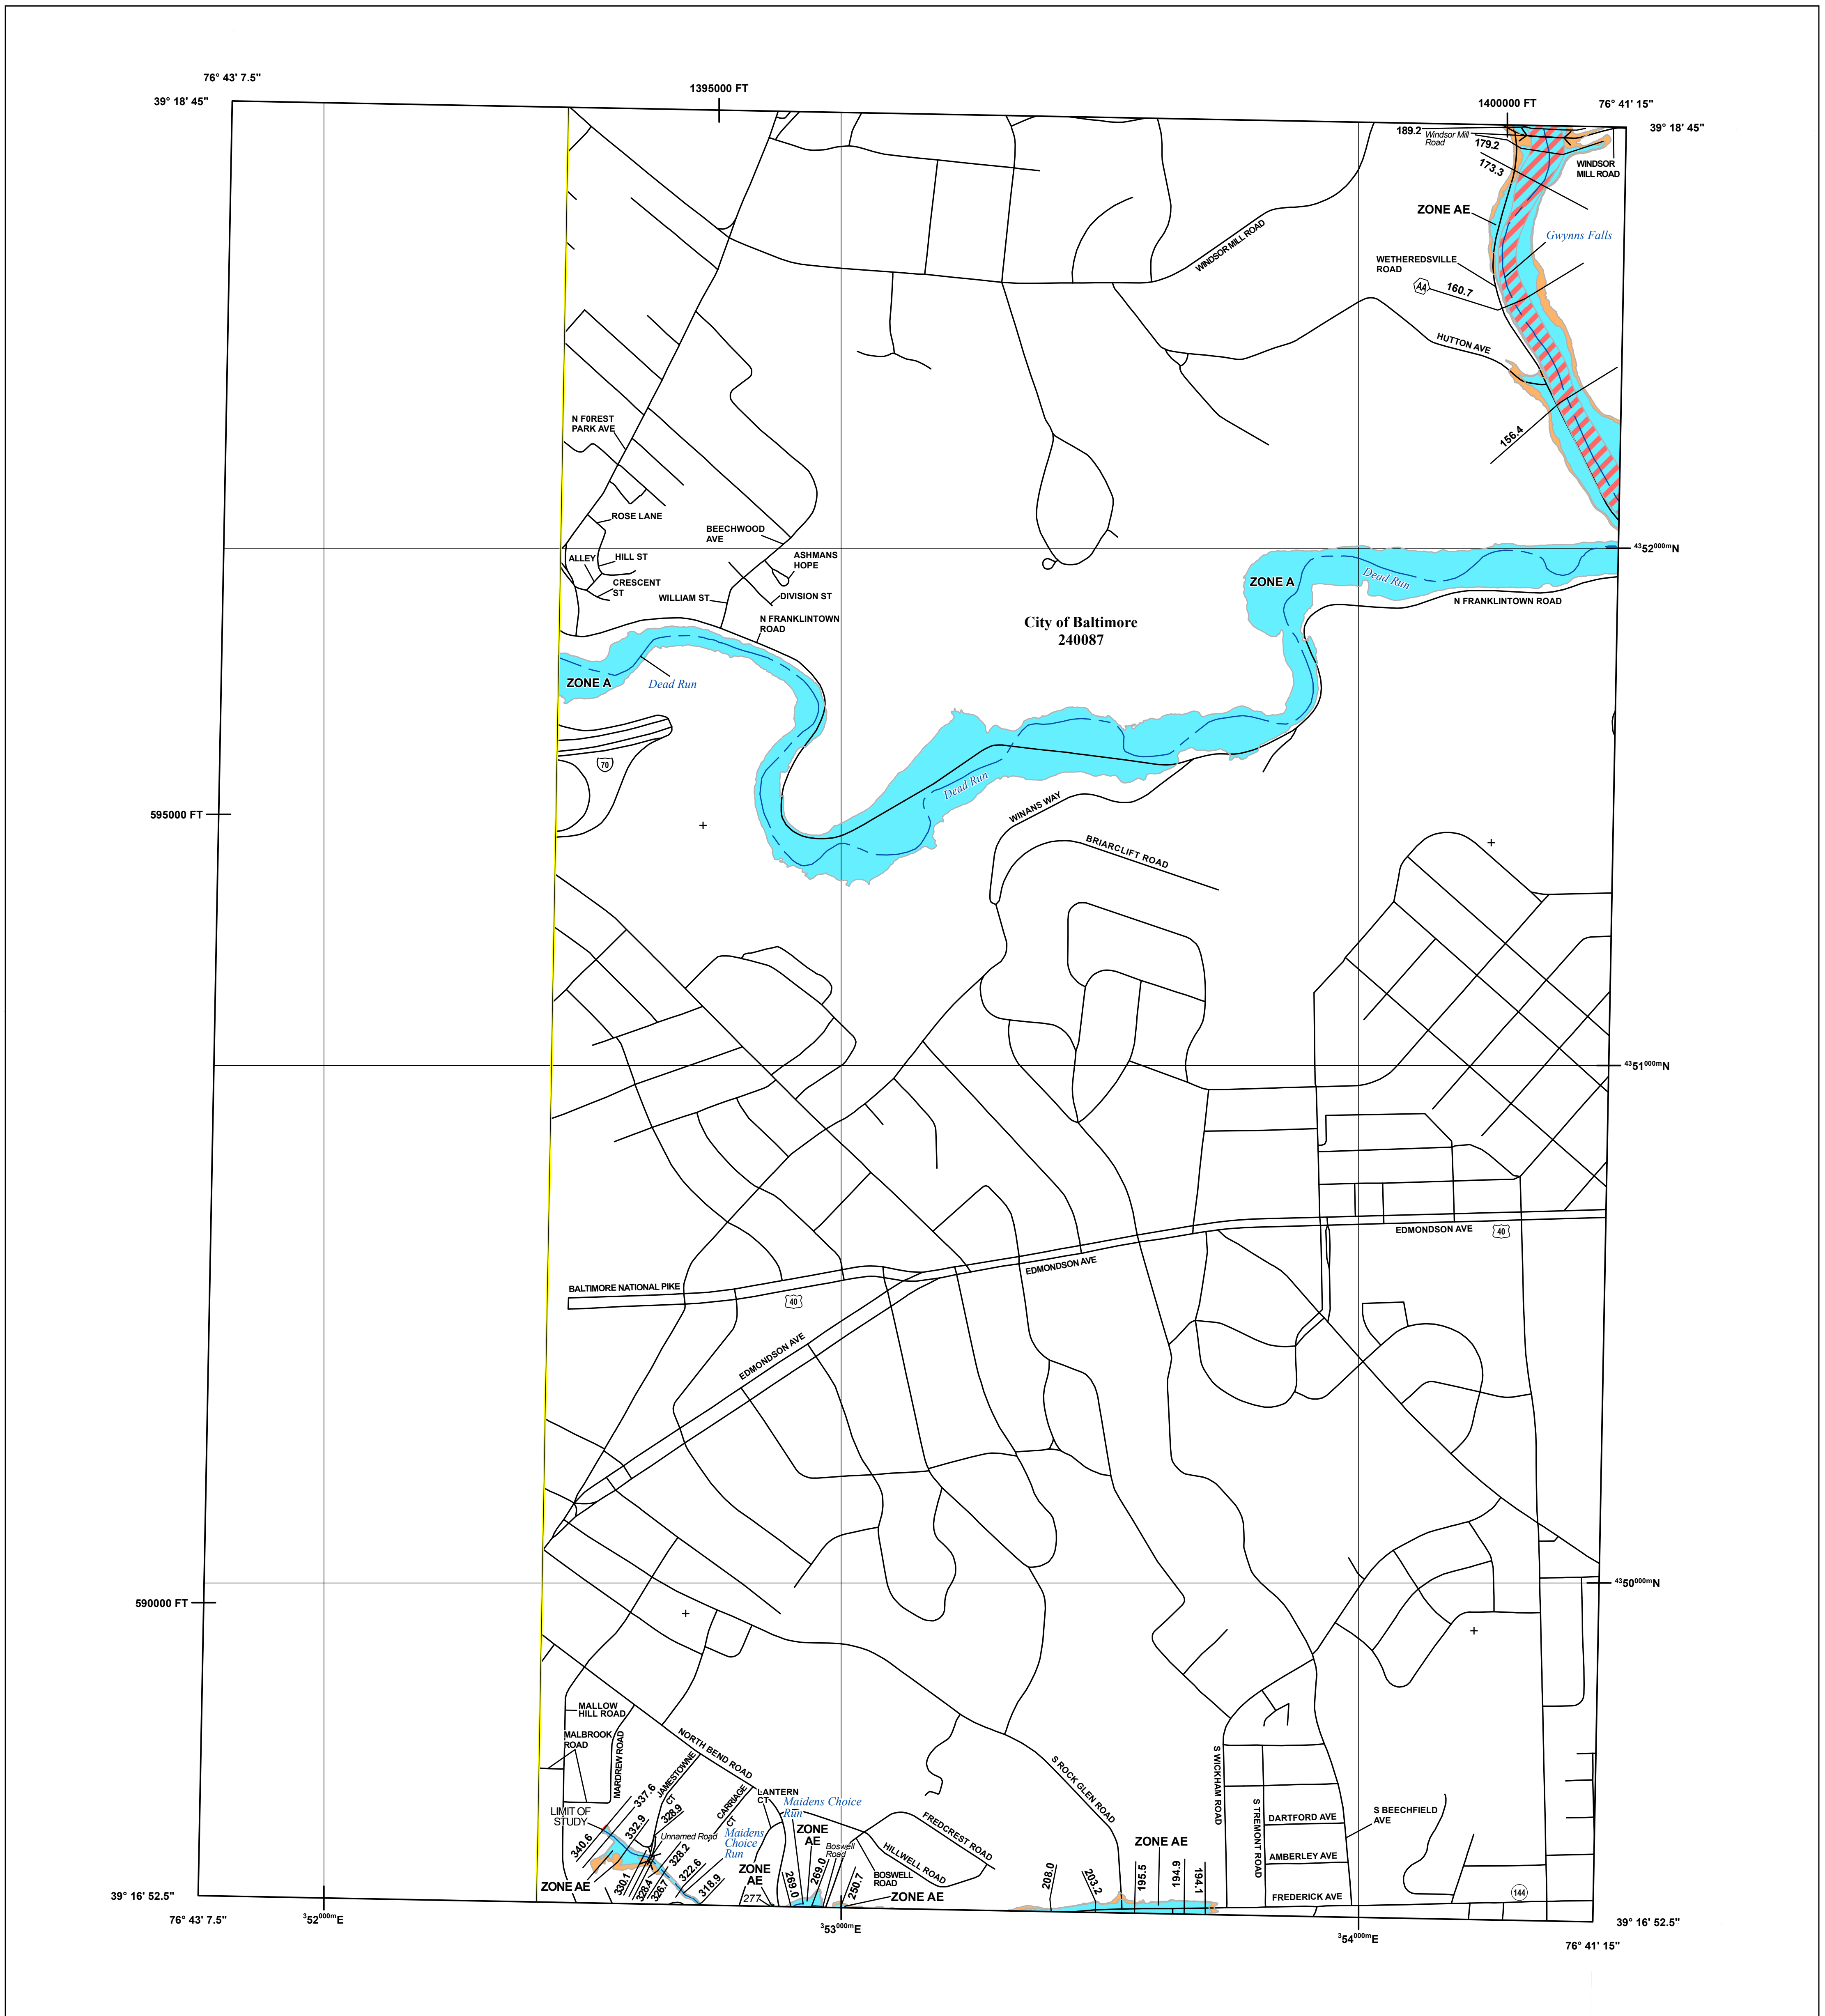 76° 43' 7.5"
39° 18' 45"
1395000 FT
1400000 FT
76° 41' 15"
39° 18' 45"
189.2
Windsor Mill
Road
179.2
173.3
WINDSOR
MILL ROAD
ZONE AE
Gwynns Falls
WINDSOR MILL ROAD
WETHEREDSVILLE
ROAD
AA
160.7
HUTTON AVE
156.4
N F0REST
PARK AVE
ROSE LANE
BEECHWOOD
AVE
ALLEY
HILL ST
ASHMANS
HOPE
CRESCENT
ST
WILLIAM ST
DIVISION ST
N FRANKLINTOWN
ROAD
4352000mN
ZONE A
Dead Run
N FRANKLINTOWN ROAD
City of Baltimore
240087
ZONE A
Dead Run
70
Dead Run
595000 FT
WINANS WAY
BRIARCLIFT ROAD
4351000mN
EDMONDSON AVE
40
EDMONDSON AVE
BALTIMORE NATIONAL PIKE
40
EDMONDSON AVE
4350000mN
590000 FT
MALLOW
HILL ROAD
MALBROOK
ROAD
MARDREW ROAD
NORTH BEND ROAD
JAMESTOWNE
CT
CARRIAGE
CT
LANTERN
CT
Maidens Choice
Run
S ROCK GLEN ROAD
S WICKHAM ROAD
S TREMONT ROAD
DARTFORD AVE
S BEECHFIELD
AVE
AMBERLEY AVE
FREDERICK AVE
144
LIMIT OF
STUDY
340.6
337.6
332.9
328.9
Unnamed Road
330.1
328.4
326.7
328.2
322.6
318.9
Maidens
Choice
Run
ZONE AE
ZONE
AE
277
ZONE
AE
269.0
269.0
Boswell
Road
250.7
BOSWELL
ROAD
HILLWELL ROAD
FREDCREST ROAD
ZONE AE
208.0
203.2
ZONE AE
195.5
194.9
194.1
39° 16' 52.5"
76° 43' 7.5"
352000mE
353000mE
354000mE
39° 16' 52.5"
76° 41' 15"